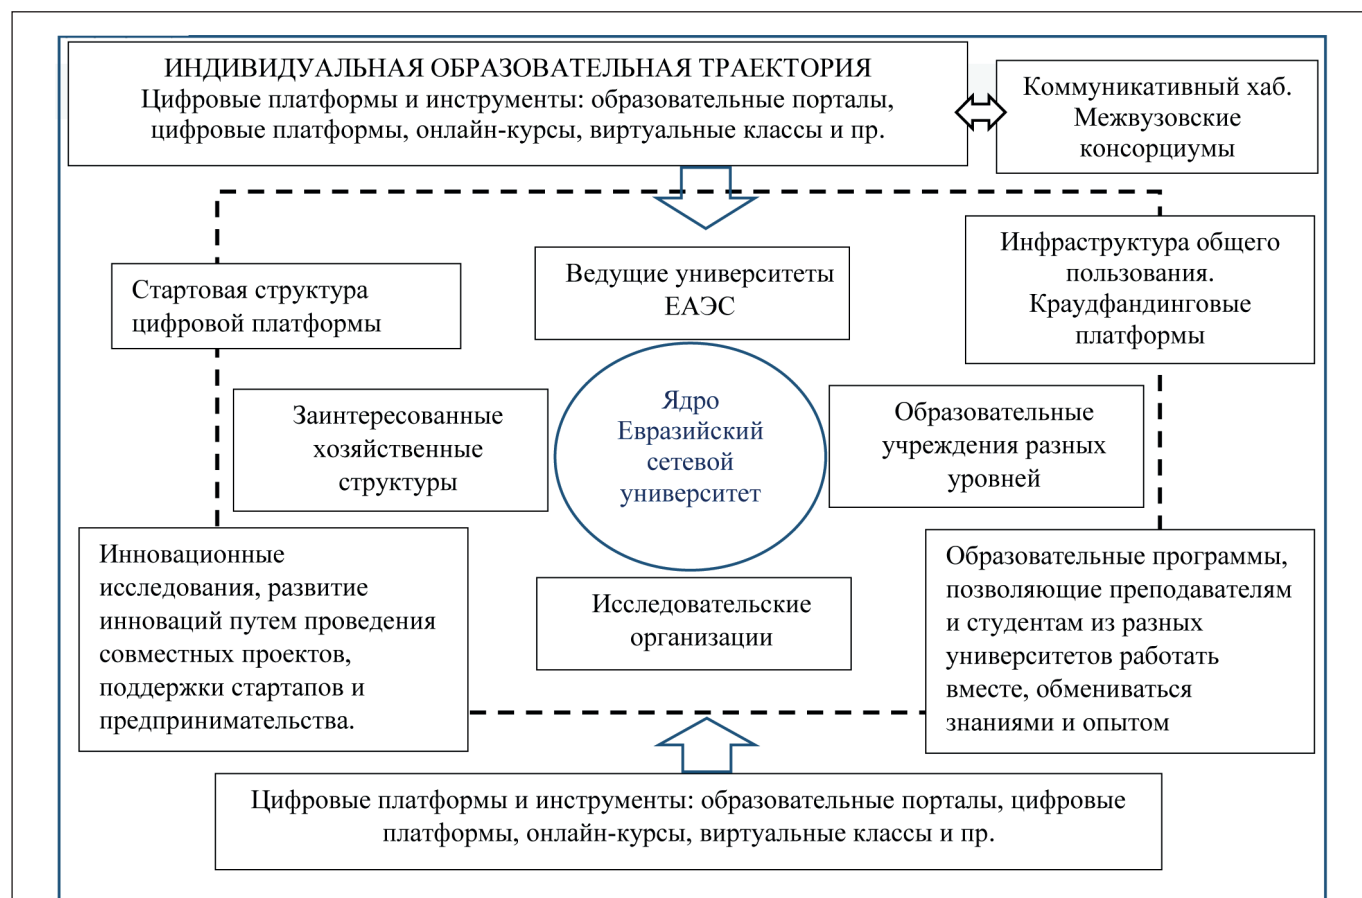 ИНДИВИДУАЛЬНАЯ ОБРАЗОВАТЕЛЬНАЯ ТРАЕКТОРИЯ
Цифровые платформы и инструменты: образовательные порталы,
цифровые платформы, онлайн-курсы, виртуальные классы и пр.
Коммуникативный хаб.
Межвузовские
консорциумы
Стартовая структура
цифровой платформы
Ведущие университеты
ЕАЭС
Инфраструктура общего
пользования.
Краудфандинговые
платформы
Заинтересованные
хозяйственные
структуры
Ядро
Евразийский
сетевой
университет
Образовательные
учреждения разных
уровней
Инновационные
исследования, развитие
инноваций путем проведения
совместных проектов,
поддержки стартапов и
предпринимательства.
Исследовательские
организации
Образовательные программы,
позволяющие преподавателям
и студентам из разных
университетов работать
вместе, обмениваться
знаниями и опытом
Цифровые платформы и инструменты: образовательные порталы, цифровые
платформы, онлайн-курсы, виртуальные классы и пр.